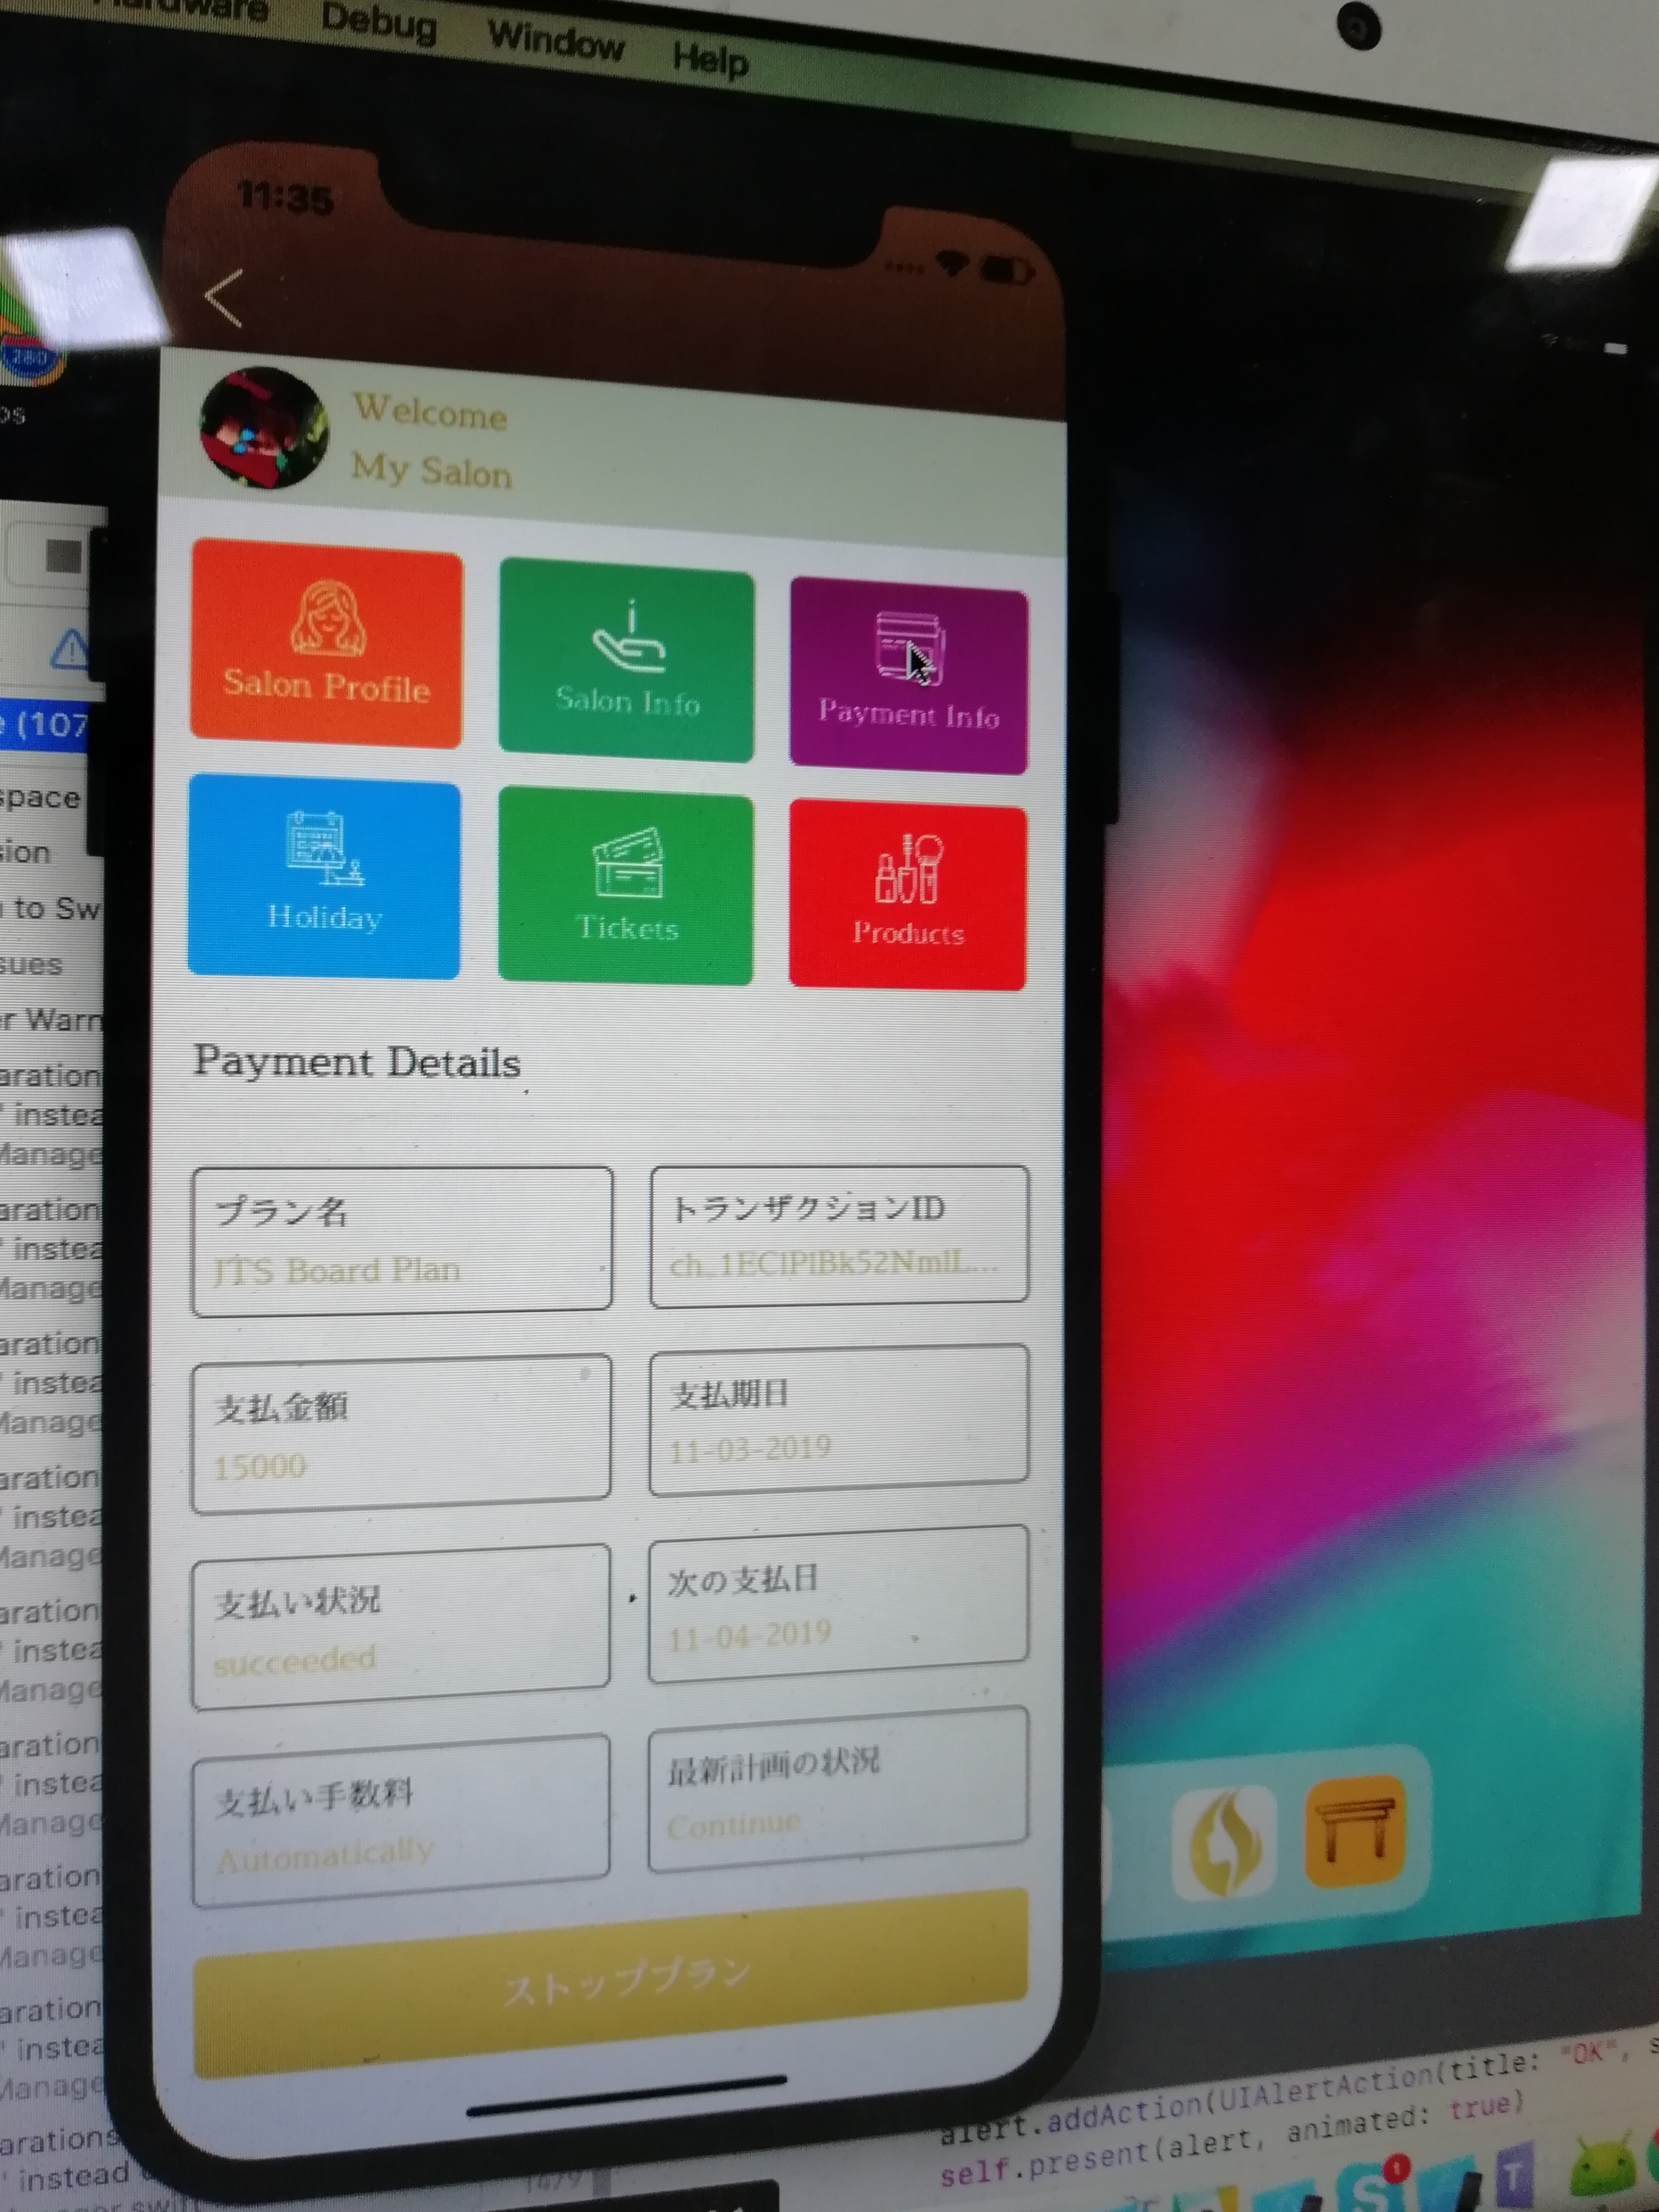 Debug Window Help
11:35
Welcome
My Salon
Salon Profile
Salon Info
Payment Info
Holiday
Tickets
Products
Payment Details
プラン名
JTS Board Plan
トランザクションID
支払金額
15000
支払期日
11-03-2019
支払い状況
succeeded
次の支払日
11-04-2019
支払い手数料
Automatically
最新計画の状況
Continue
ストッププラン
280
(107
space
sion
to Sw
sues
r Warn
aration
' instea
Manage
aration
' instea
Manage
aration
' instea
Manage
aration
' instea
Manage
aration
' instea
Manage
aration
' instea
Manage
aration
' instea
Manage
aration
' instea
Manage
arations
' instead
alert.addAction(UIAlertAction(title: "OK", s
self.present(alert, animated: true)